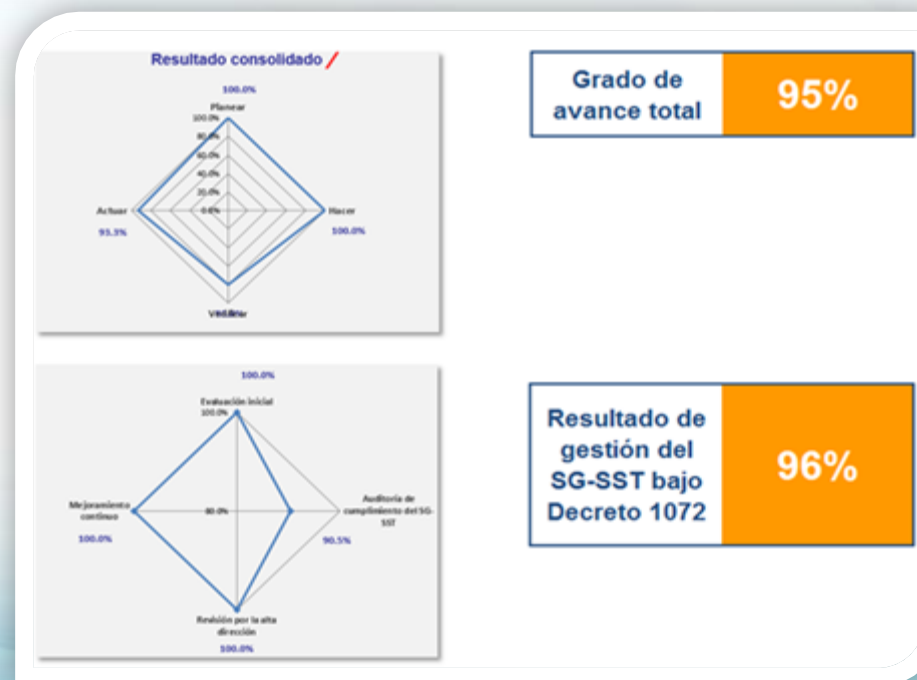 Resultado consolidado
100.0%
Planear
100.0%
80.0%
60.0%
40.0%
20.0%
0.0%
Actuar
Hacer
93.3%
100.0%
Grado de
avance total
95%
100.0%
Evaluación inicial
100.0%
Mejoramiento
continuo
100.0%
80.0%
Auditoría de
cumplimiento del SG-
SST
90.5%
Revisión por la alta
dirección
100.0%
Resultado de
gestión del
SG-SST bajo
Decreto 1072
96%